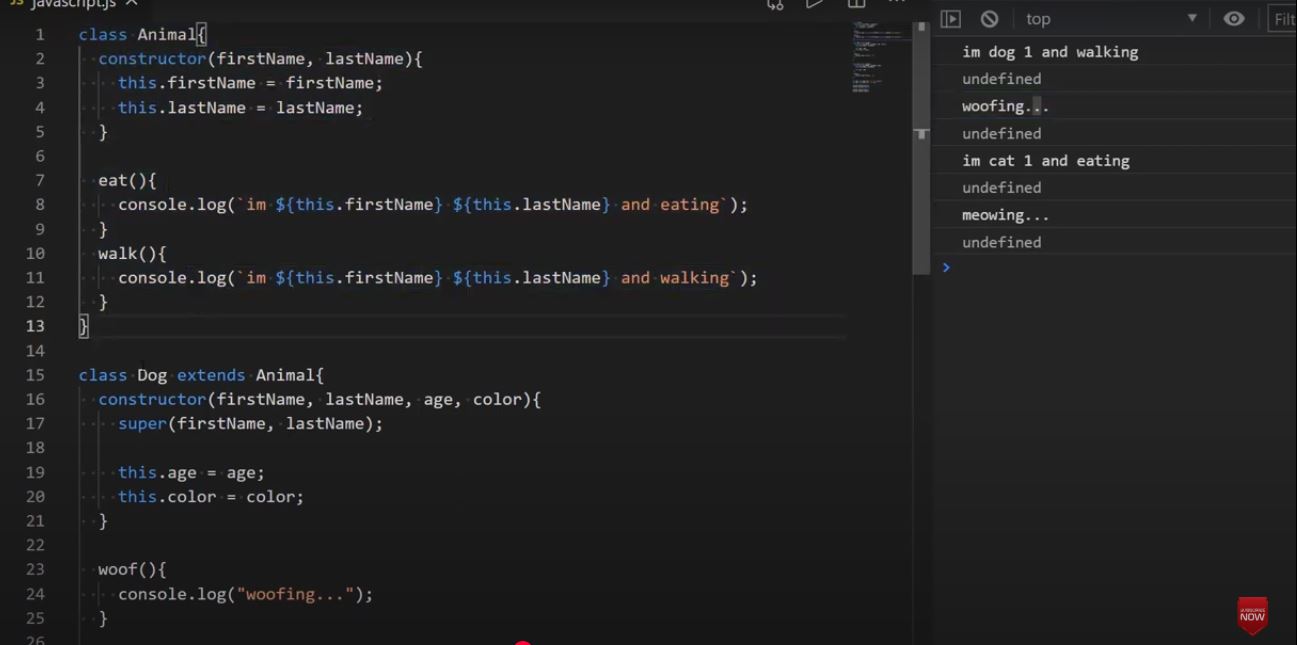 javascript.js
top
Filt
1 class Animal{
2 constructor(firstName, lastName){
3 this.firstName = firstName;
4 this.lastName = lastName;
5 }
6
7 eat(){
8 console.log(`im ${this.firstName} ${this.lastName} and eating`);
9 }
10 walk(){
11 console.log(`im ${this.firstName} ${this.lastName} and walking`);
12 }
13 }
14
15 class Dog extends Animal{
16 constructor(firstName, lastName, age, color){
17 super(firstName, lastName);
18
19 this.age = age;
20 this.color = color;
21 }
22
23 woof(){
24 console.log("woofing...");
25 }
26
im dog 1 and walking
undefined
woofing...
undefined
im cat 1 and eating
undefined
meowing...
undefined
>
SUBSCRIBE
NOW